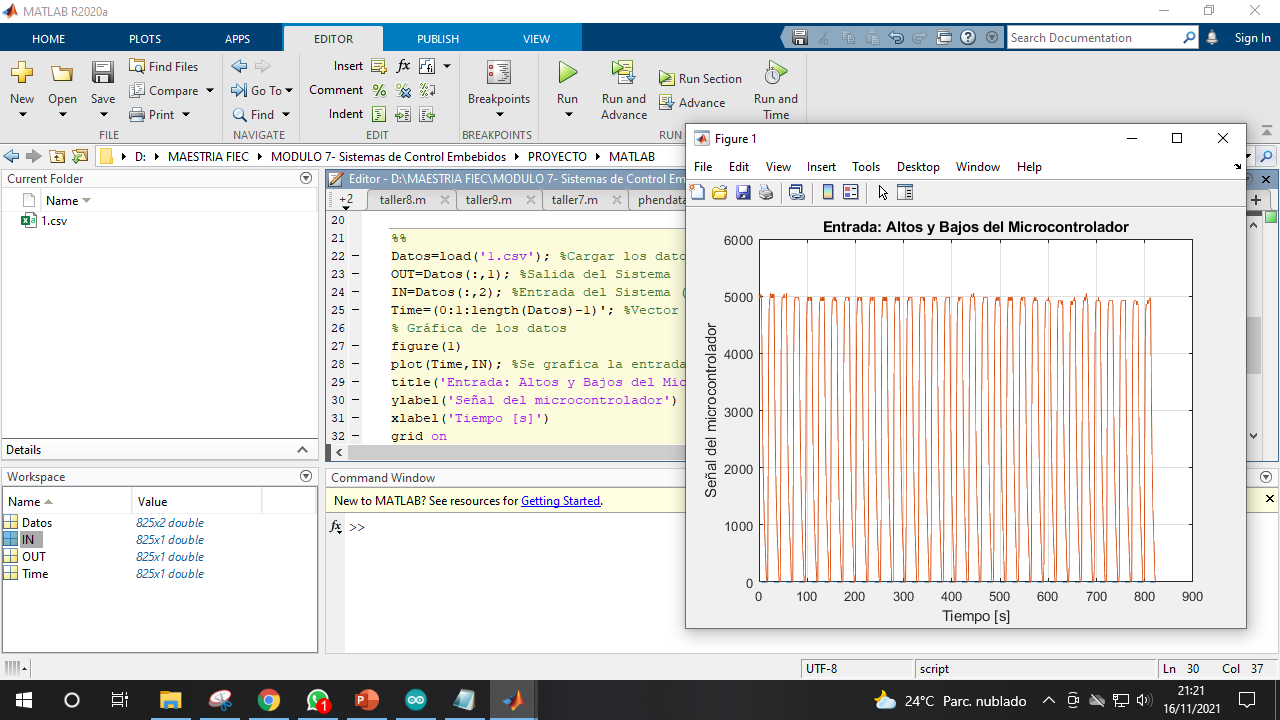 MATLAB R2020a
HOME PLOTS APPS EDITOR PUBLISH VIEW
Search Documentation
Sign In
New
Open
Save
Find Files
Compare
Print
FILE
Go To
Find
NAVIGATE
Insert
Comment
Indent
EDIT
Breakpoints
BREAKPOINTS
Run
Run and Advance
Run Section
Advance
Run and Time
RUN
D: MAESTRIA FIEC MODULO 7- Sistemas de Control Embebidos PROYECTO MATLAB
Current Folder
Name
1.csv
Details
Workspace
Name Value
Datos 825x2 double
IN 825x1 double
OUT 825x1 double
Time 825x1 double
Editor - D:\MAESTRIA FIEC\MODULO 7- Sistemas de Control Em
+2 taller8.m taller9.m taller7.m phendata
20
21 %%
22 Datos=load('1.csv'); %Cargar los dato
23 OUT=Datos(:,1); %Salida del Sistema
24 IN=Datos(:,2); %Entrada del Sistema (
25 Time=(0:1:length(Datos)-1)'; %Vector
26 % Gráfica de los datos
27 figure(1)
28 plot(Time,IN); %Se grafica la entrada
29 title('Entrada: Altos y Bajos del Mic
30 ylabel('Señal del microcontrolador')
31 xlabel('Tiempo [s]')
32 grid on
Command Window
New to MATLAB? See resources for Getting Started.
fx >>
Figure 1
File Edit View Insert Tools Desktop Window Help
Entrada: Altos y Bajos del Microcontrolador
Señal del microcontrolador
6000
5000
4000
3000
2000
1000
0
0 100 200 300 400 500 600 700 800 900
Tiempo [s]
UTF-8 script Ln 30 Col 37
1
24°C Parc. nublado
21:21
16/11/2021